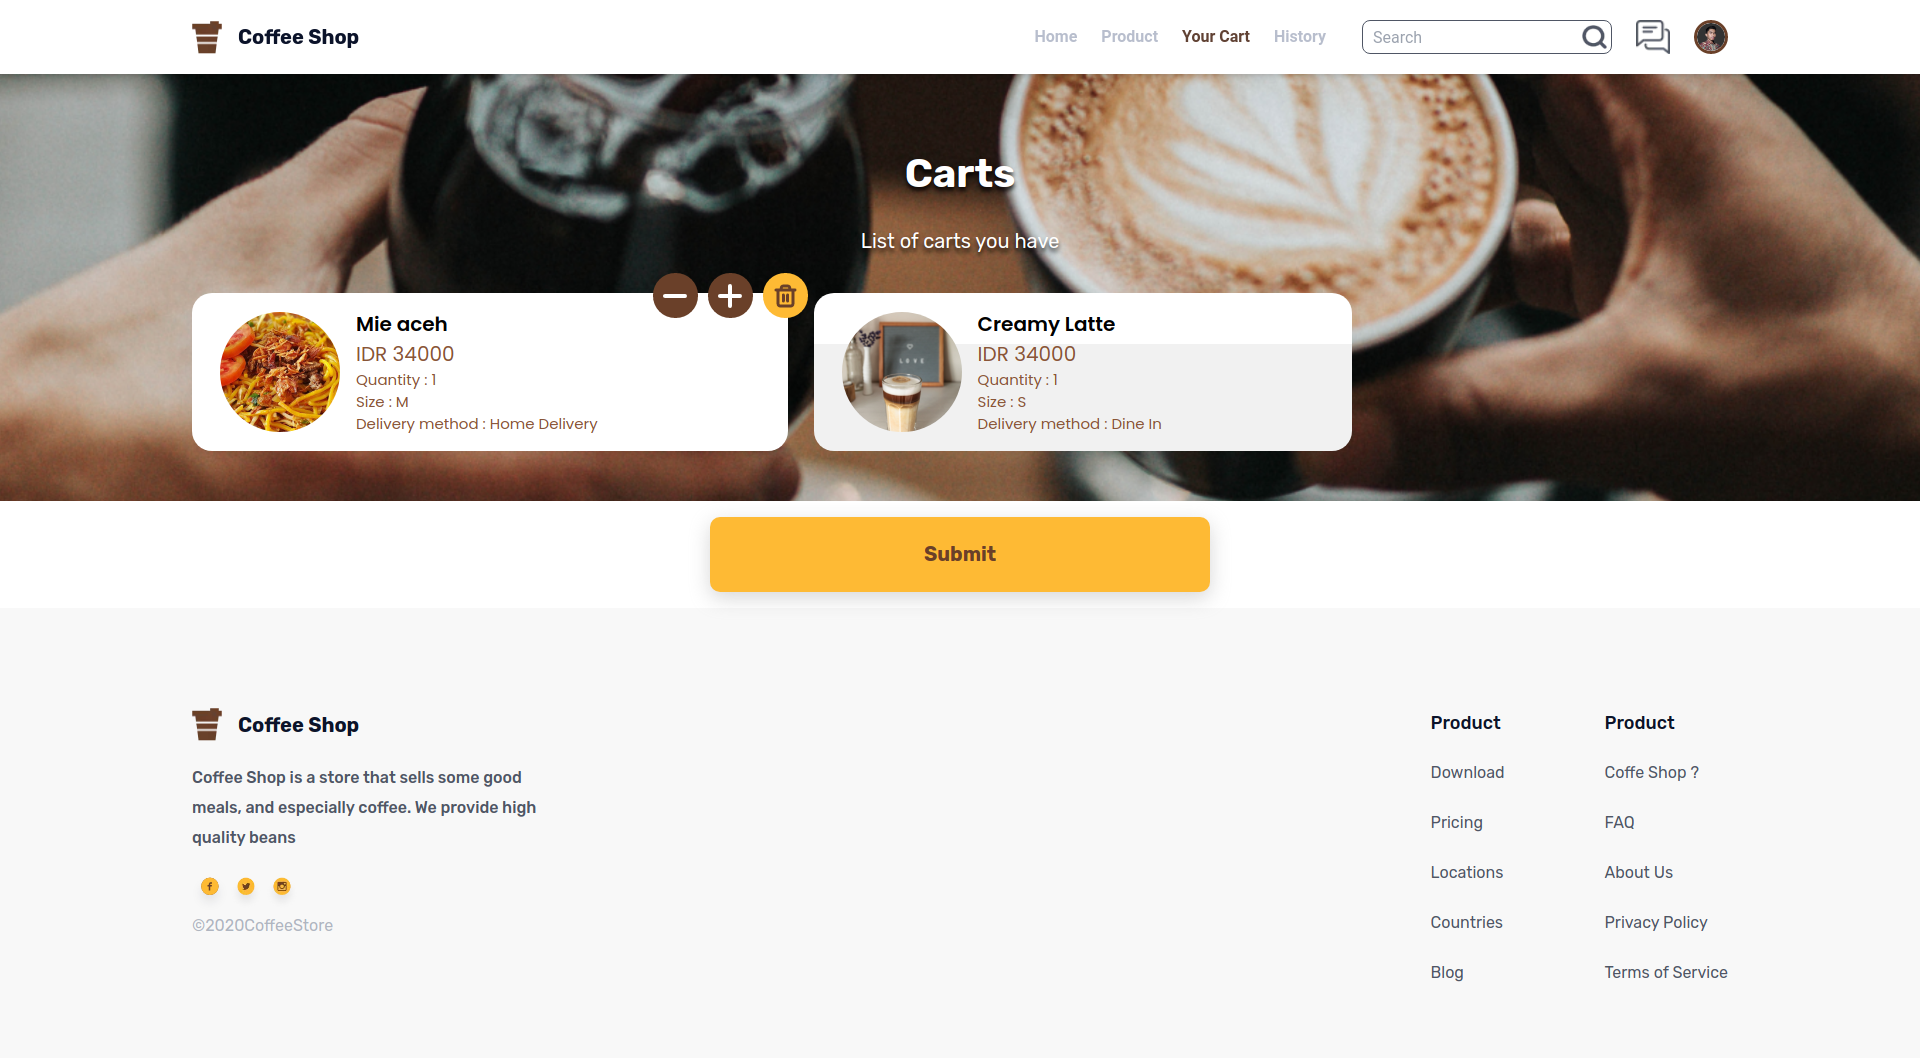 Coffee Shop
Home
Product
Your Cart
History
Search
Carts
List of carts you have
Mie aceh
IDR 34000
Quantity : 1
Size : M
Delivery method : Home Delivery
Creamy Latte
IDR 34000
Quantity : 1
Size : S
Delivery method : Dine In
LOVE
Submit
Coffee Shop
Coffee Shop is a store that sells some good
meals, and especially coffee. We provide high
quality beans
©2020CoffeeStore
Product
Download
Pricing
Locations
Countries
Blog
Product
Coffe Shop ?
FAQ
About Us
Privacy Policy
Terms of Service